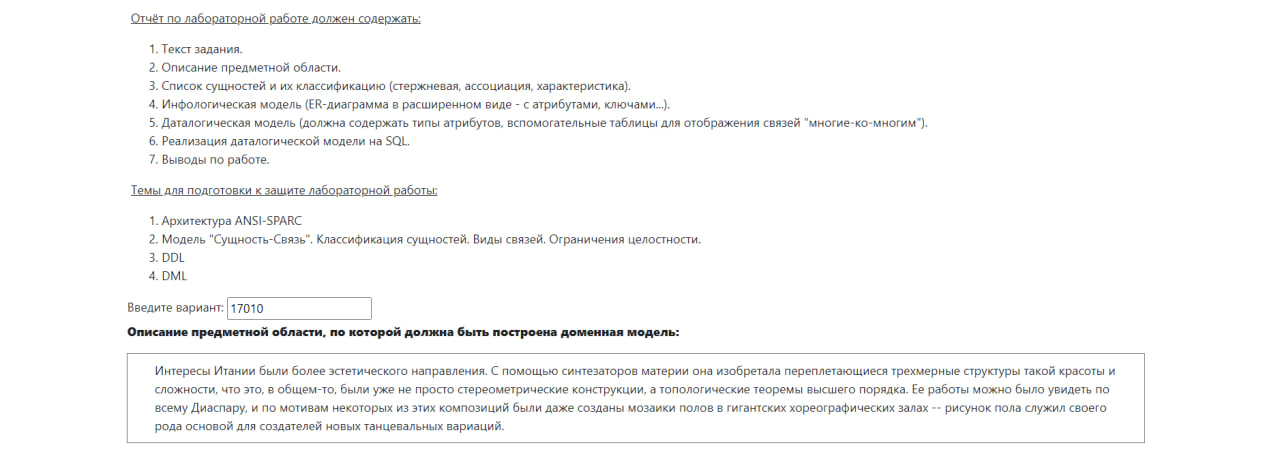 Отчёт по лабораторной работе должен содержать:
1. Текст задания.
2. Описание предметной области.
3. Список сущностей и их классификацию (стержневая, ассоциация, характеристика).
4. Инфологическая модель (ER-диаграмма в расширенном виде - с атрибутами, ключами...).
5. Даталогическая модель (должна содержать типы атрибутов, вспомогательные таблицы для отображения связей "многие-ко-многим").
6. Реализация даталогической модели на SQL.
7. Выводы по работе.
Темы для подготовки к защите лабораторной работы:
1. Архитектура ANSI-SPARC
2. Модель "Сущность-Связь". Классификация сущностей. Виды связей. Ограничения целостности.
3. DDL
4. DML
Введите вариант: 17010
Описание предметной области, по которой должна быть построена доменная модель:
Интересы Итании были более эстетического направления. С помощью синтезаторов материи она изобретала переплетающиеся трехмерные структуры такой красоты и
сложности, что это, в общем-то, были уже не просто стереометрические конструкции, а топологические теоремы высшего порядка. Ее работы можно было увидеть по
всему Диаспару, и по мотивам некоторых из этих композиций были даже созданы мозаики полов в гигантских хореографических залах -- рисунок пола служил своего
рода основой для создателей новых танцевальных вариаций.